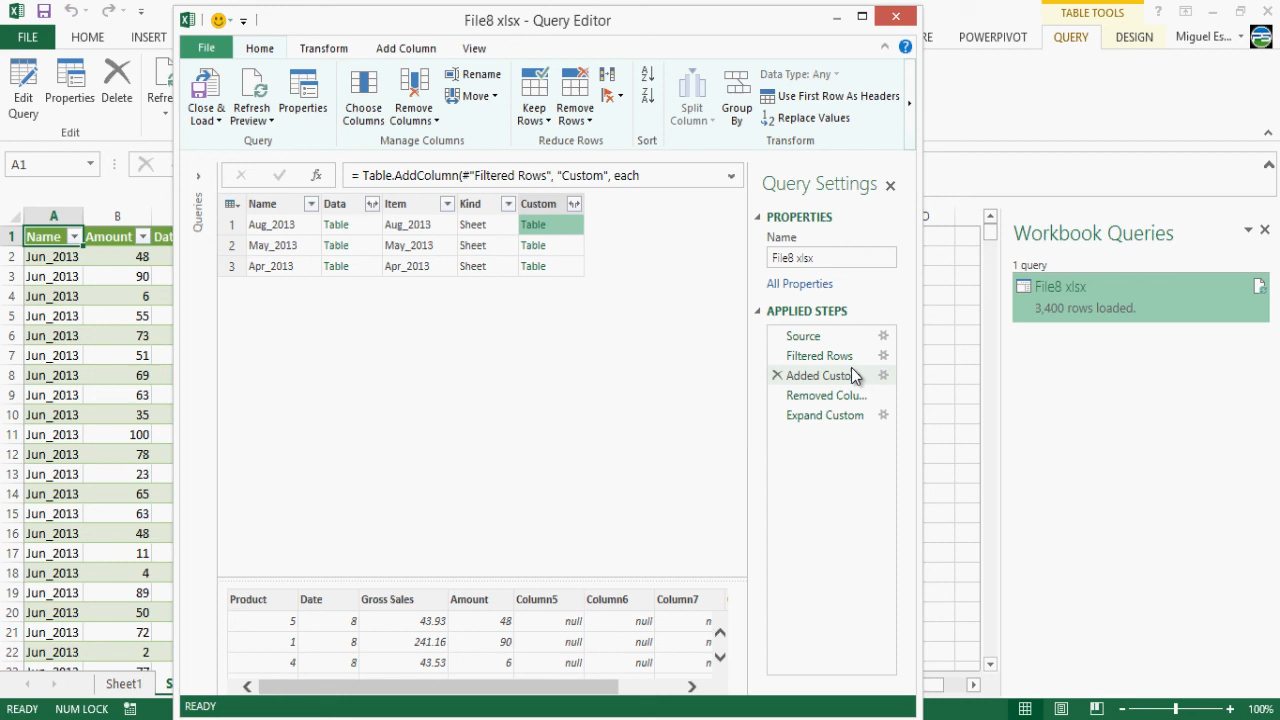 File8 xlsx - Query Editor
TABLE TOOLS
FILE HOME INSERT
POWERPIVOT QUERY DESIGN Miguel Es...
File Home Transform Add Column View
Edit Query
Properties
Delete
Refre
Edit
Close & Load
Refresh Preview
Properties
Query
Choose Columns
Remove Columns
Rename
Move
Manage Columns
Keep Rows
Remove Rows
Reduce Rows
Sort
Split Column
Group By
Data Type: Any
Use First Row As Headers
Replace Values
Transform
A1
fx = Table.AddColumn(#"Filtered Rows", "Custom", each
Queries
Name Data Item Kind Custom
1 Aug_2013 Table Aug_2013 Sheet Table
2 May_2013 Table May_2013 Sheet Table
3 Apr_2013 Table Apr_2013 Sheet Table
Query Settings
PROPERTIES
Name
File8 xlsx
All Properties
APPLIED STEPS
Source
Filtered Rows
Added Custo
Removed Colu...
Expand Custom
Workbook Queries
1 query
File8 xlsx
3,400 rows loaded.
A B
1 Name Amount Dat
2 Jun_2013 48
3 Jun_2013 90
4 Jun_2013 6
5 Jun_2013 55
6 Jun_2013 73
7 Jun_2013 51
8 Jun_2013 69
9 Jun_2013 63
10 Jun_2013 35
11 Jun_2013 100
12 Jun_2013 78
13 Jun_2013 23
14 Jun_2013 65
15 Jun_2013 63
16 Jun_2013 48
17 Jun_2013 11
18 Jun_2013 4
19 Jun_2013 89
20 Jun_2013 50
21 Jun_2013 72
22 Jun_2013 2
Product Date Gross Sales Amount Column5 Column6 Column7
5 8 43.93 48 null null n
1 8 241.16 90 null null n
4 8 43.53 6 null null n
Sheet1 S
READY
READY NUM LOCK
100%